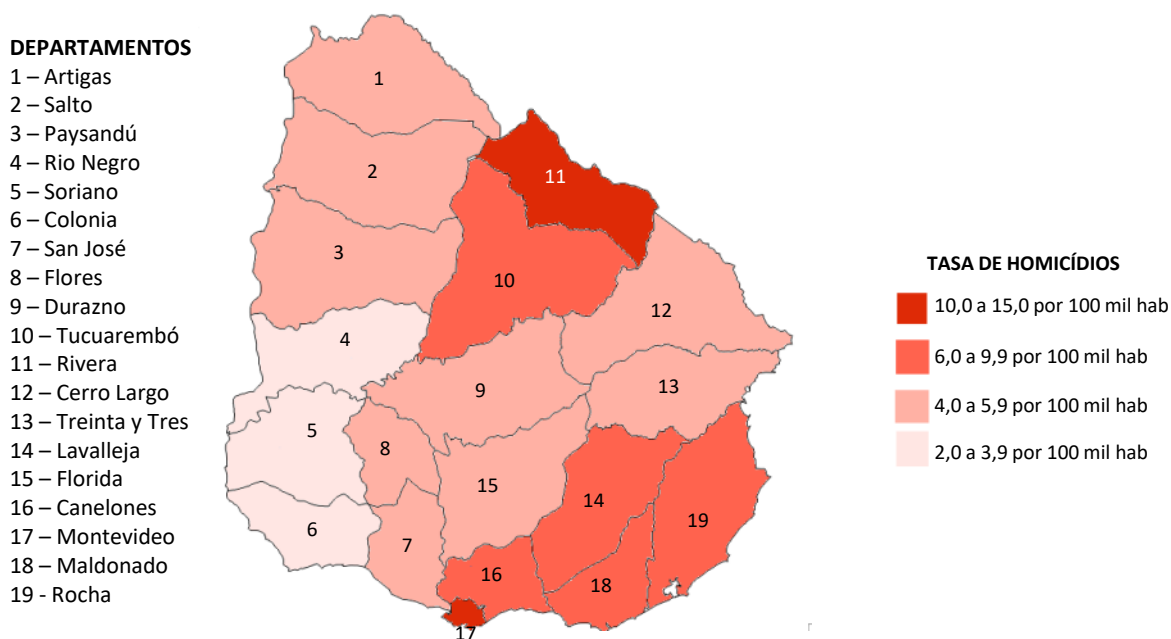 DEPARTAMENTOS
1 – Artigas
2 – Salto
3 – Paysandú
4 – Rio Negro
5 – Soriano
6 – Colonia
7 – San José
8 – Flores
9 – Durazno
10 – Tucuarembó
11 – Rivera
12 – Cerro Largo
13 – Treinta y Tres
14 – Lavalleja
15 – Florida
16 – Canelones
17 – Montevideo
18 – Maldonado
19 - Rocha
1
2
11
3
10
12
4
9
13
5
8
15
14
19
6
7
16
18
17
TASA DE HOMICÍDIOS
10,0 a 15,0 por 100 mil hab
6,0 a 9,9 por 100 mil hab
4,0 a 5,9 por 100 mil hab
2,0 a 3,9 por 100 mil hab